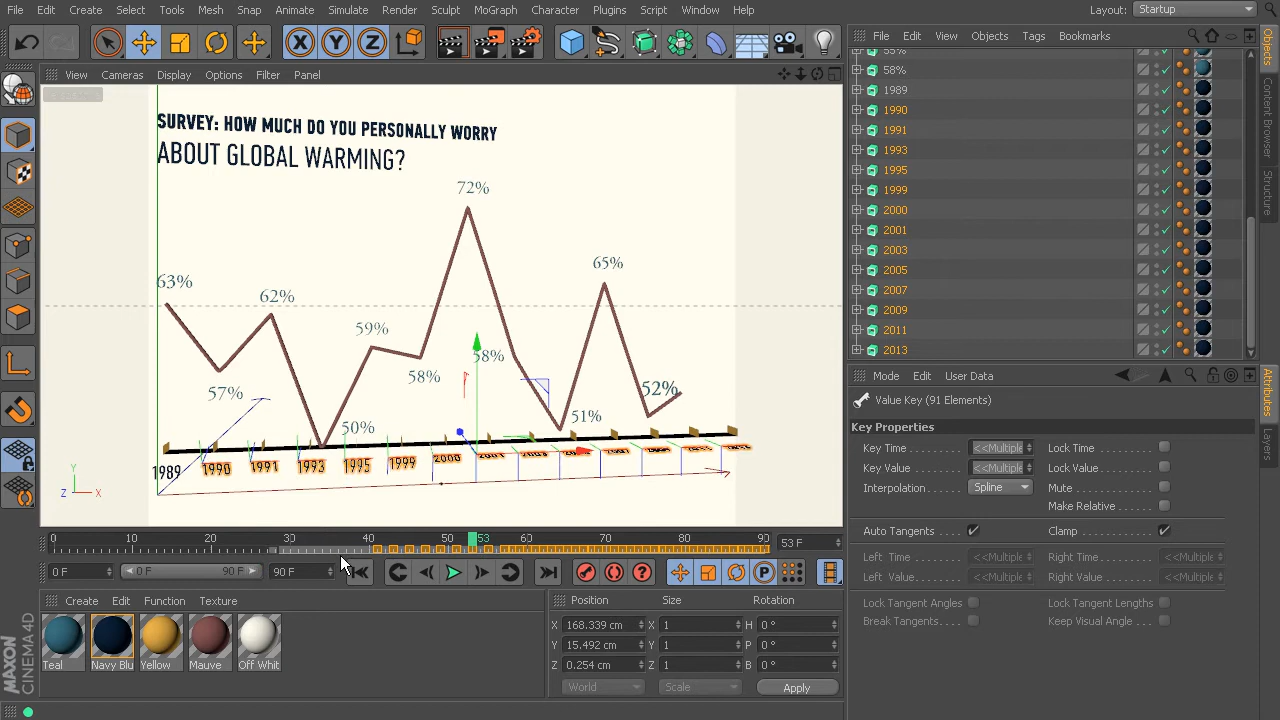 File Edit Create Select Tools Mesh Snap Animate Simulate Render Sculpt MoGraph Character Plugins Script Window Help
Layout: Startup
File Edit View Objects Tags Bookmarks
View Cameras Display Options Filter Panel
55%
58%
1989
1990
1991
1993
1995
1999
2000
2001
2003
2005
2007
2009
2011
2013
Objects
Content Browser
Structure
SURVEY: HOW MUCH DO YOU PERSONALLY WORRY
ABOUT GLOBAL WARMING?
72%
63%
62%
65%
59%
58%
58%
57%
52%
51%
50%
1989 1990 1991 1993 1995 1999 2000
Y
Z X
Mode Edit User Data
Value Key (91 Elements)
Key Properties
Key Time <<Multiple Lock Time
Key Value <<Multiple Lock Value
Interpolation Spline Mute
Make Relative
Auto Tangents Clamp
Left Time <<Multiple Right Time <<Multiple
Left Value <<Multiple Right Value <<Multiple
Lock Tangent Angles Lock Tangent Lengths
Break Tangents Keep Visual Angle
Attributes
Layers
0 10 20 30 40 50 53 60 70 80 90 53 F
0 F 0 F 90 F 90 F
Create Edit Function Texture
Teal Navy Blu Yellow Mauve Off Whit
Position Size Rotation
X 168.339 cm X 1 H 0 °
Y 15.492 cm Y 1 P 0 °
Z 0.254 cm Z 1 B 0 °
World Scale Apply
MAXON
CINEMA 4D